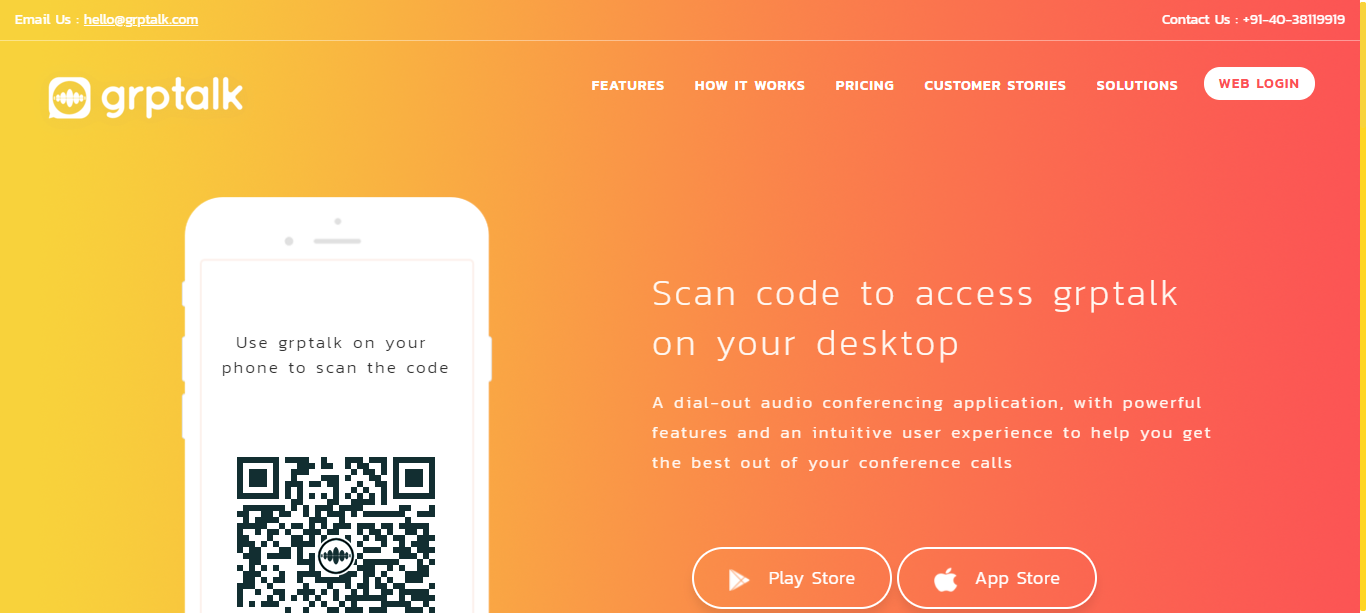 Email Us : hello@grptalk.com
Contact Us : +91-40-38119919
grptalk
FEATURES
HOW IT WORKS
PRICING
CUSTOMER STORIES
SOLUTIONS
WEB LOGIN
Use grptalk on your
phone to scan the code
Scan code to access grptalk
on your desktop
A dial-out audio conferencing application, with powerful
features and an intuitive user experience to help you get
the best out of your conference calls
Play Store
App Store